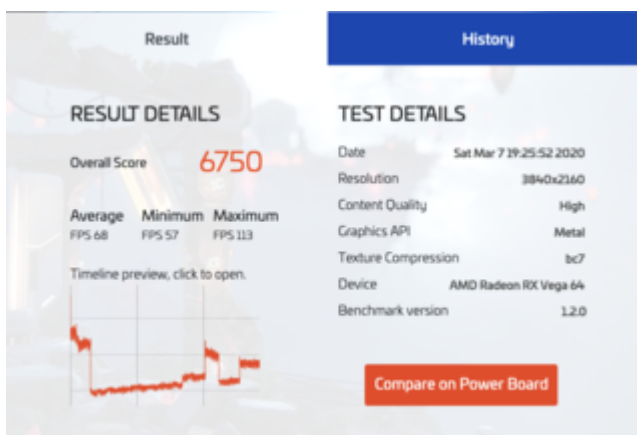 Result
History
RESULT DETAILS
Overall Score 6750
Average Minimum Maximum
FPS 68 FPS 57 FPS 113
Timeline preview, click to open.
TEST DETAILS
Date Sat Mar 7 19:25:52 2020
Resolution 3840x2160
Content Quality High
Graphics API Metal
Texture Compression bc7
Device AMD Radeon RX Vega 64
Benchmark version 1.2.0
Compare on Power Board